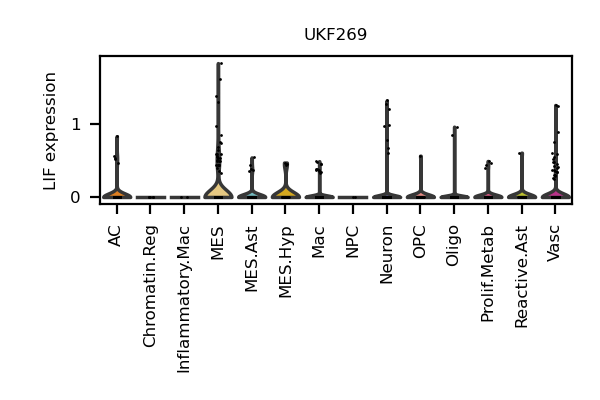 UKF269
LIF expression
1
0
AC
Chromatin.Reg
Inflammatory.Mac
MES
MES.Ast
MES.Hyp
Mac
NPC
Neuron
OPC
Oligo
Prolif.Metab
Reactive.Ast
Vasc